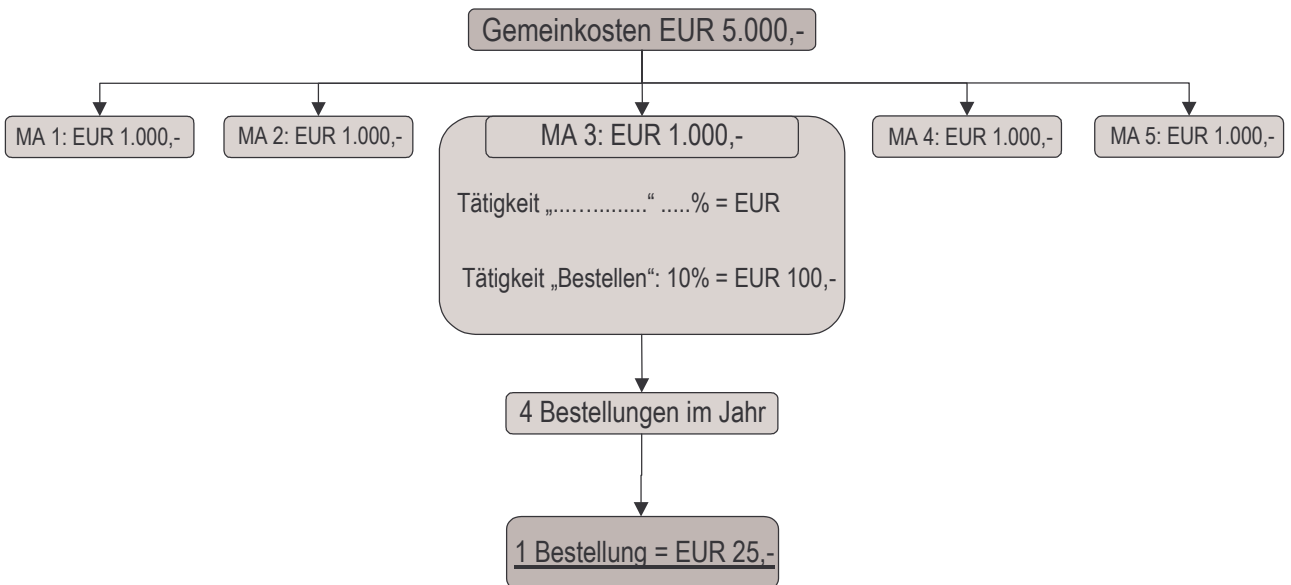 Gemeinkosten EUR 5.000,-
MA 1: EUR 1.000,-
MA 2: EUR 1.000,-
MA 3: EUR 1.000,-
MA 4: EUR 1.000,-
MA 5: EUR 1.000,-
Tätigkeit „..............“ .....% = EUR
Tätigkeit „Bestellen“: 10% = EUR 100,-
4 Bestellungen im Jahr
1 Bestellung = EUR 25,-